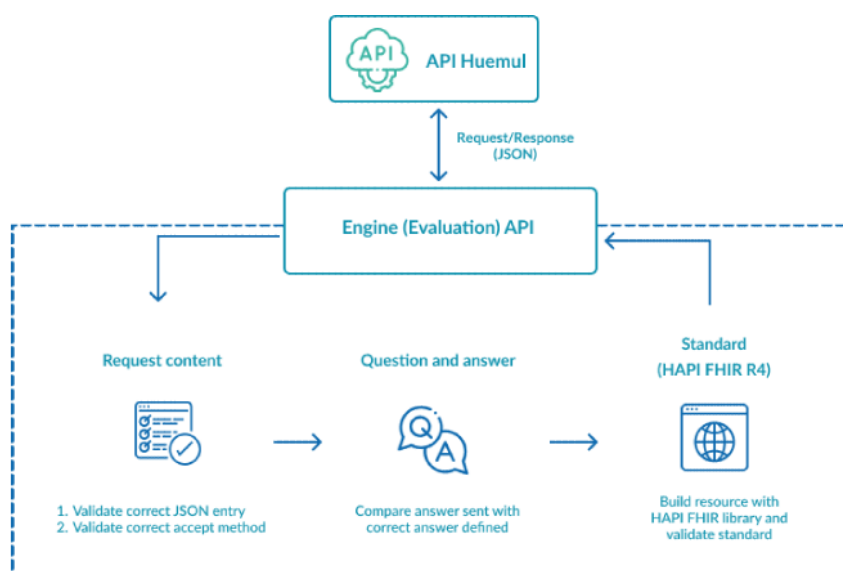 API
API Huemul
Request/Response
(JSON)
Engine (Evaluation) API
Request content
1. Validate correct JSON entry
2. Validate correct accept method
Question and answer
Q
A
Compare answer sent with
correct answer defined
Standard
(HAPI FHIR R4)
Build resource with
HAPI FHIR library and
validate standard